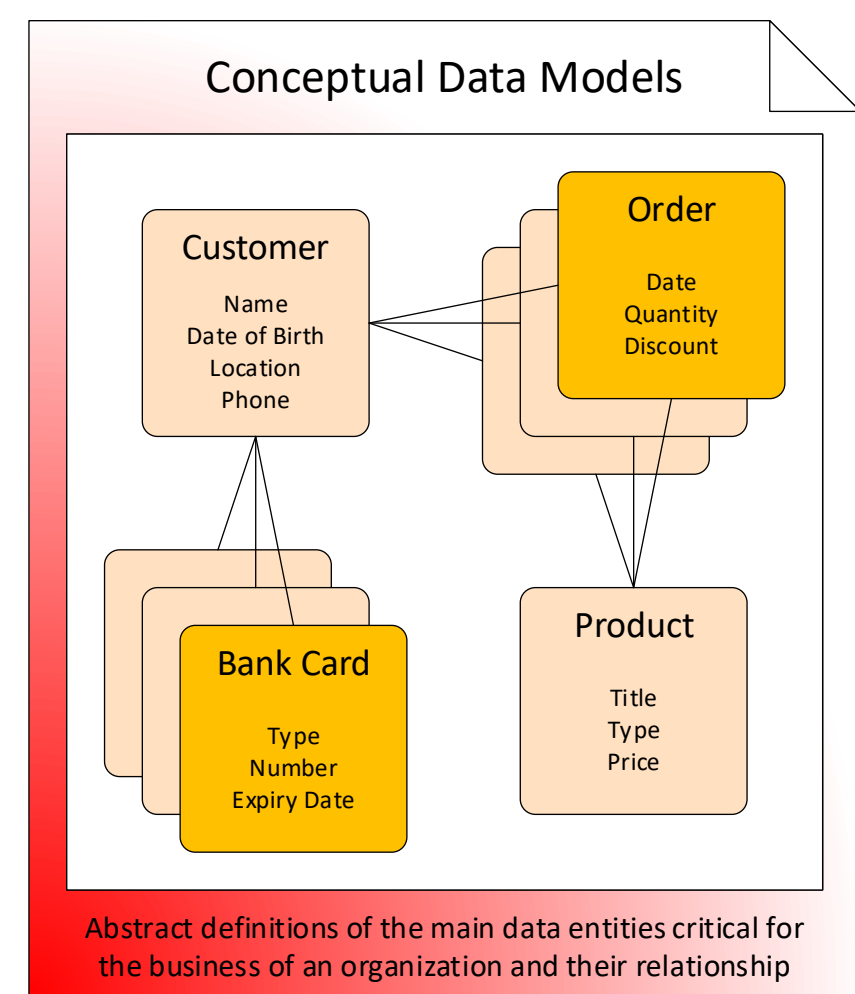 Conceptual Data Models
Customer
Name
Date of Birth
Location
Phone
Order
Date
Quantity
Discount
Bank Card
Type
Number
Expiry Date
Product
Title
Type
Price
Abstract definitions of the main data entities critical for
the business of an organization and their relationship